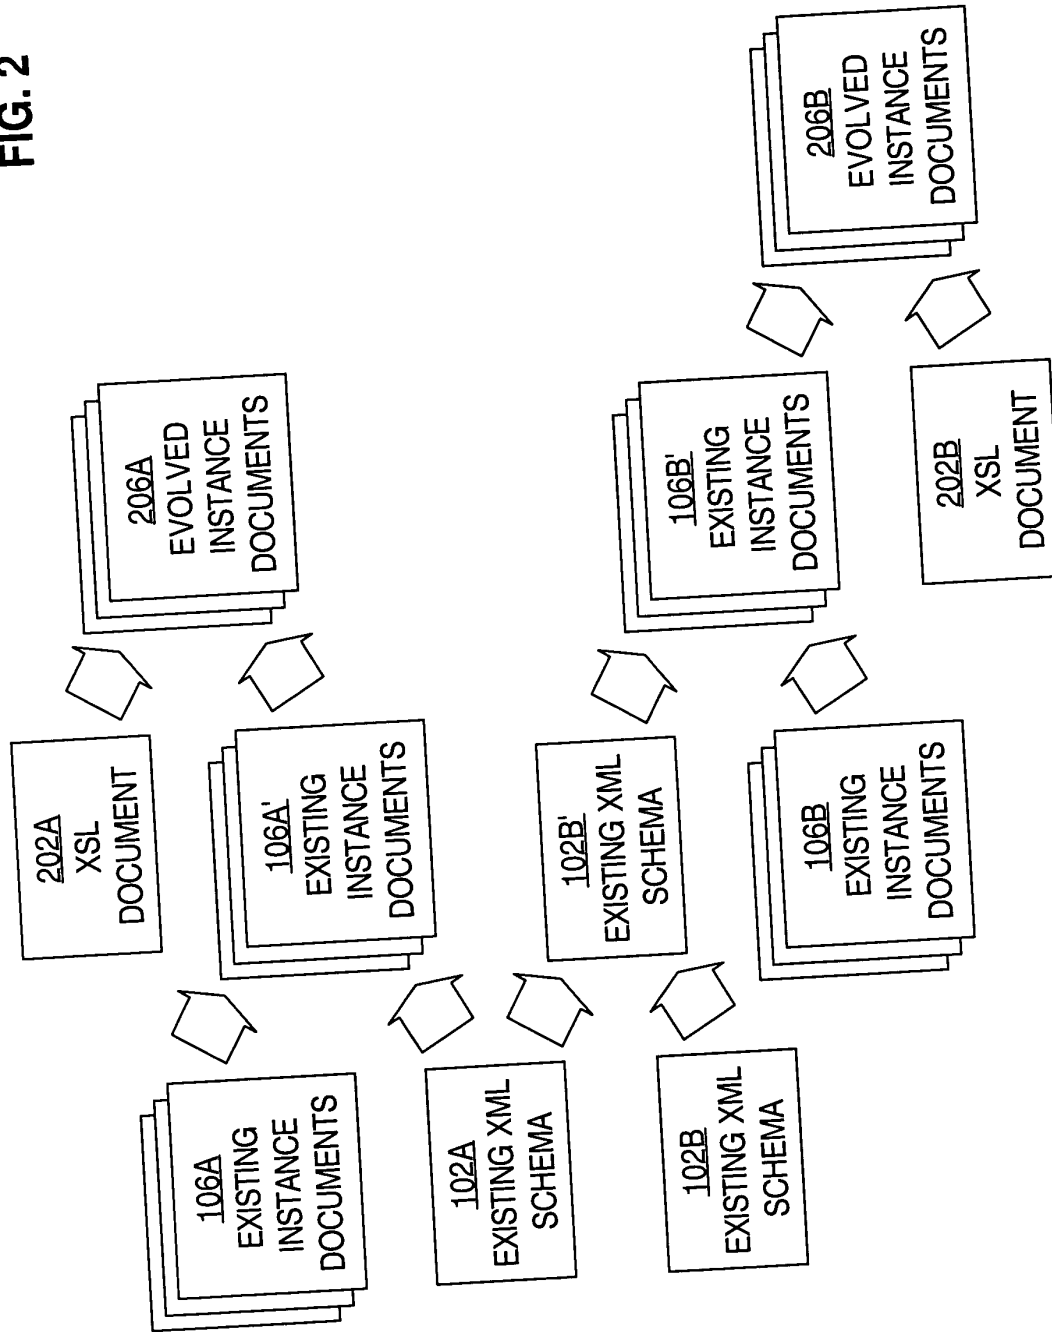 FIG. 2
106A
EXISTING
INSTANCE
DOCUMENTS
102A
EXISTING XML
SCHEMA
102B
EXISTING XML
SCHEMA
202A
XSL
DOCUMENT
106A'
EXISTING
INSTANCE
DOCUMENTS
102B'
EXISTING XML
SCHEMA
106B
EXISTING
INSTANCE
DOCUMENTS
206A
EVOLVED
INSTANCE
DOCUMENTS
106B'
EXISTING
INSTANCE
DOCUMENTS
202B
XSL
DOCUMENT
206B
EVOLVED
INSTANCE
DOCUMENTS